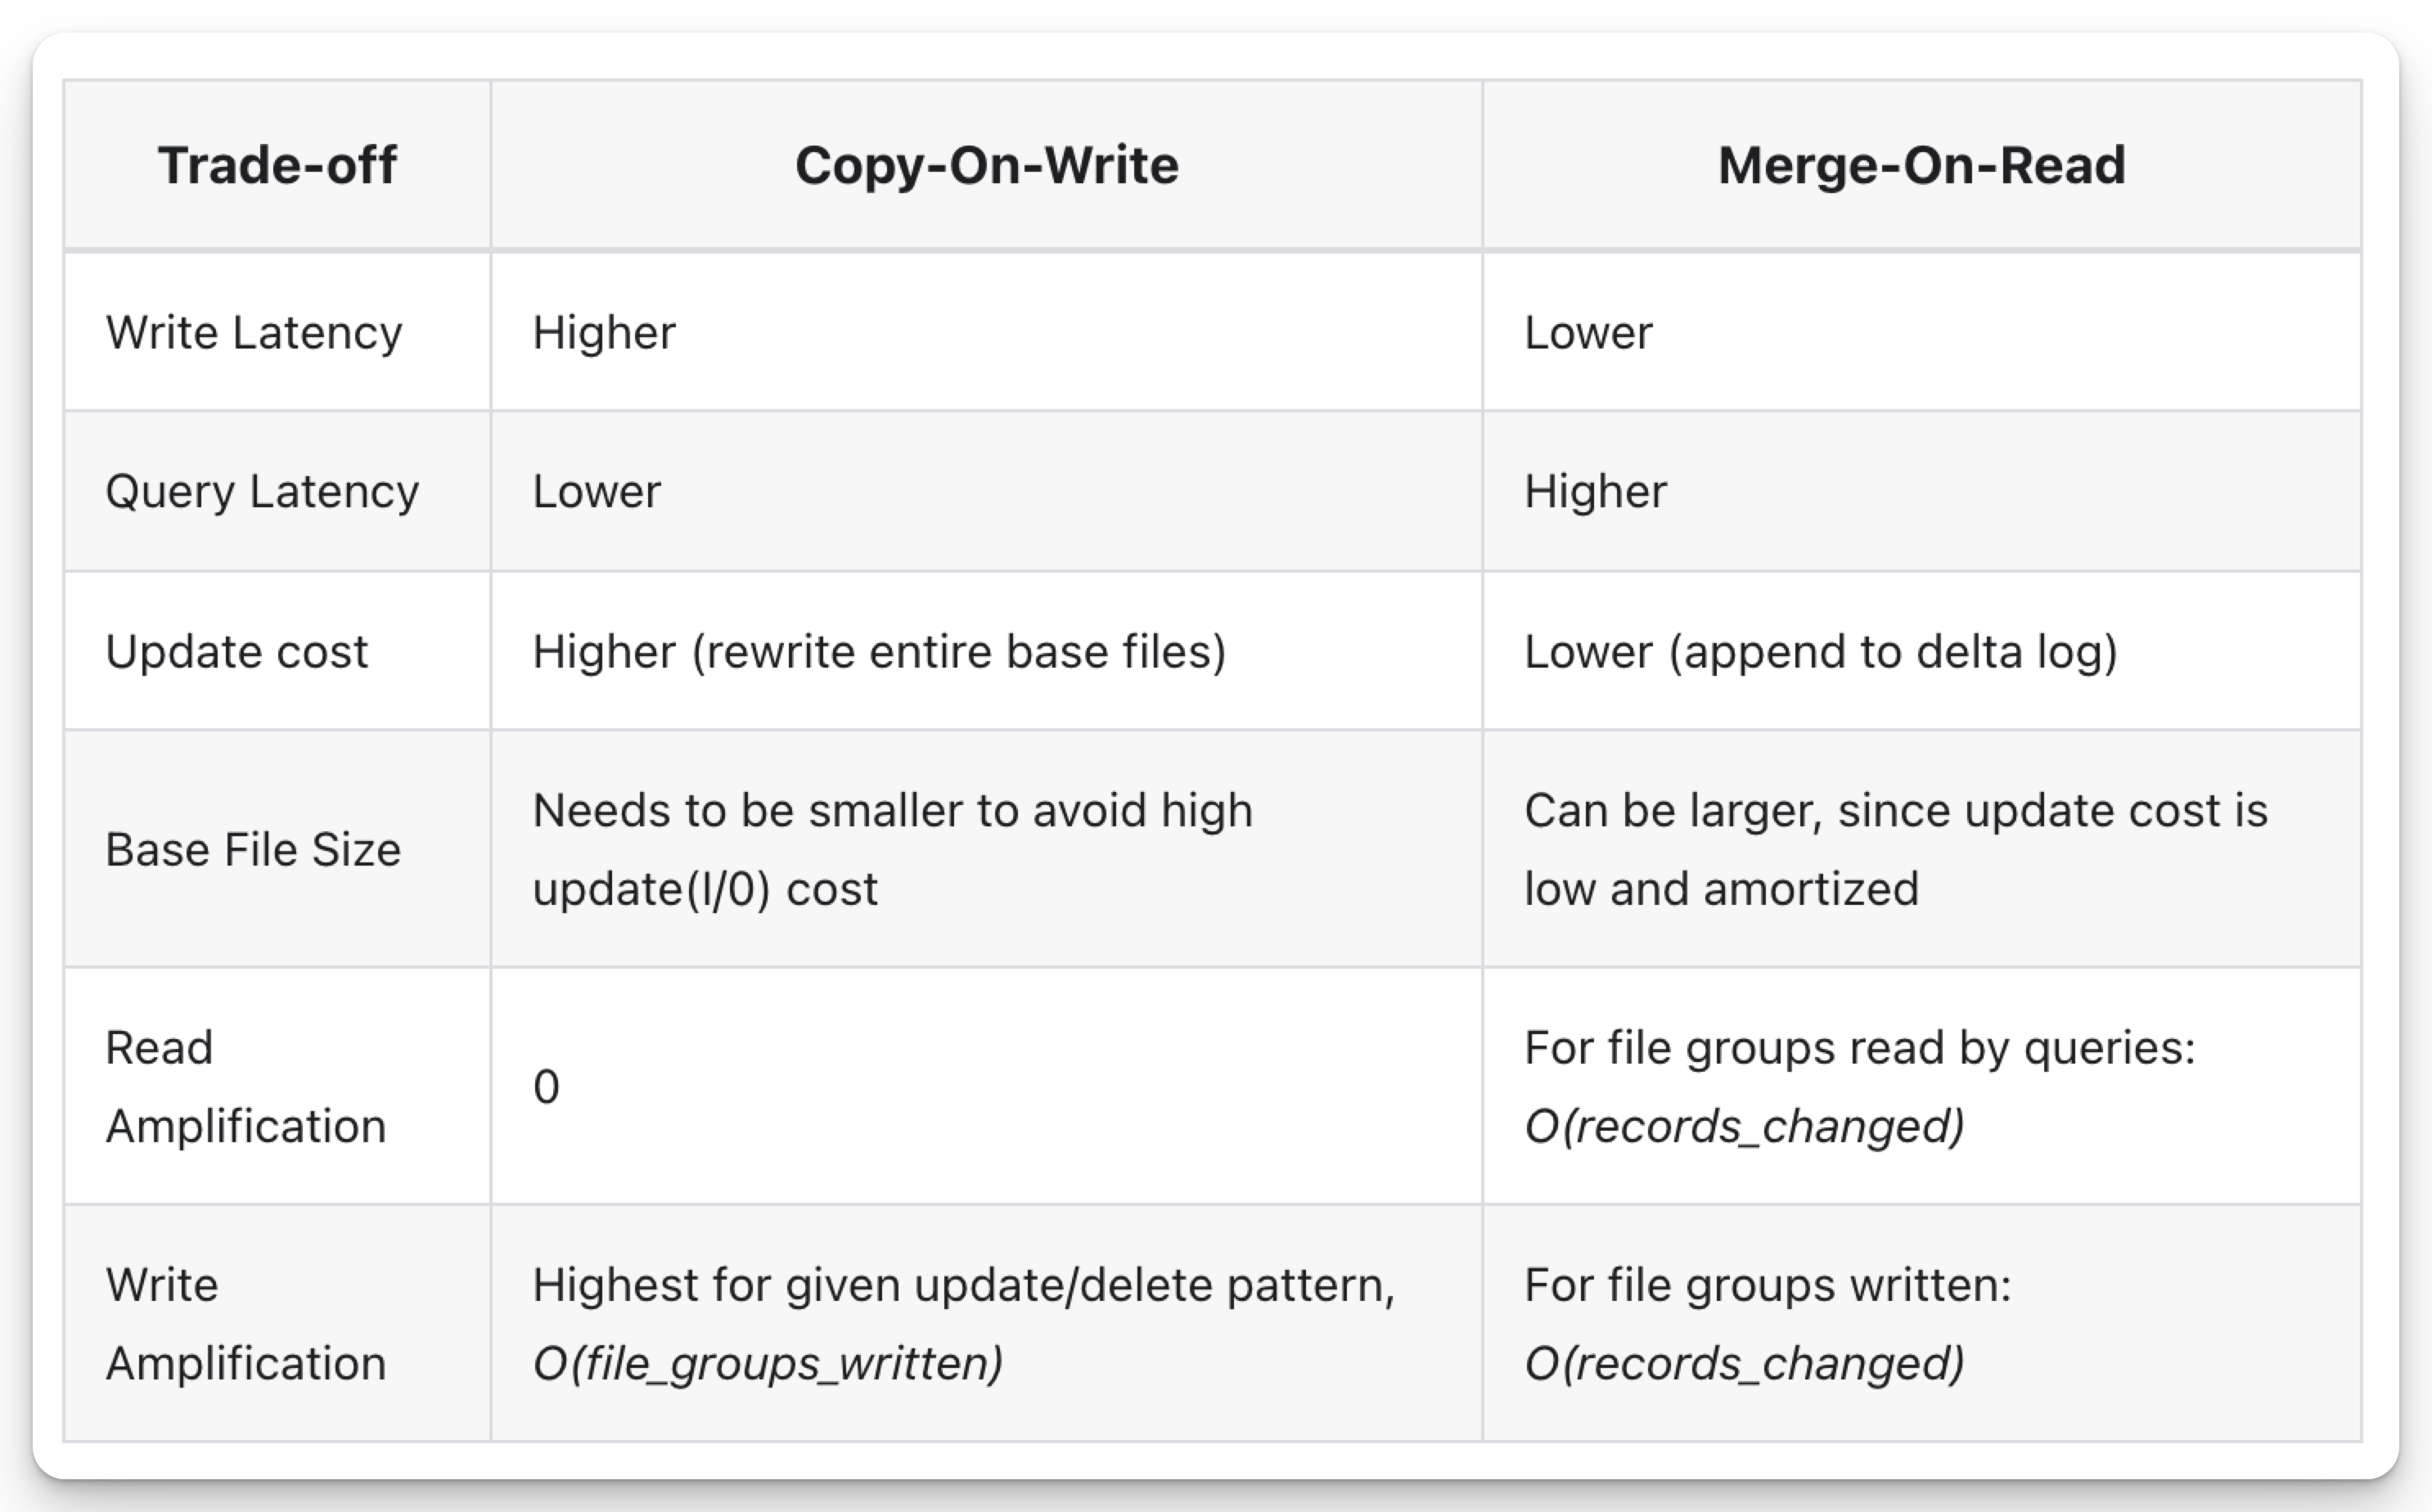 Trade-off Copy-On-Write Merge-On-Read
Write Latency Higher Lower
Query Latency Lower Higher
Update cost Higher (rewrite entire base files) Lower (append to delta log)
Base File Size
Needs to be smaller to avoid high
update(I/0) cost
Can be larger, since update cost is
low and amortized
Read
Amplification
0
For file groups read by queries:
O(records_changed)
Write
Amplification
Highest for given update/delete pattern,
O(file_groups_written)
For file groups written:
O(records_changed)